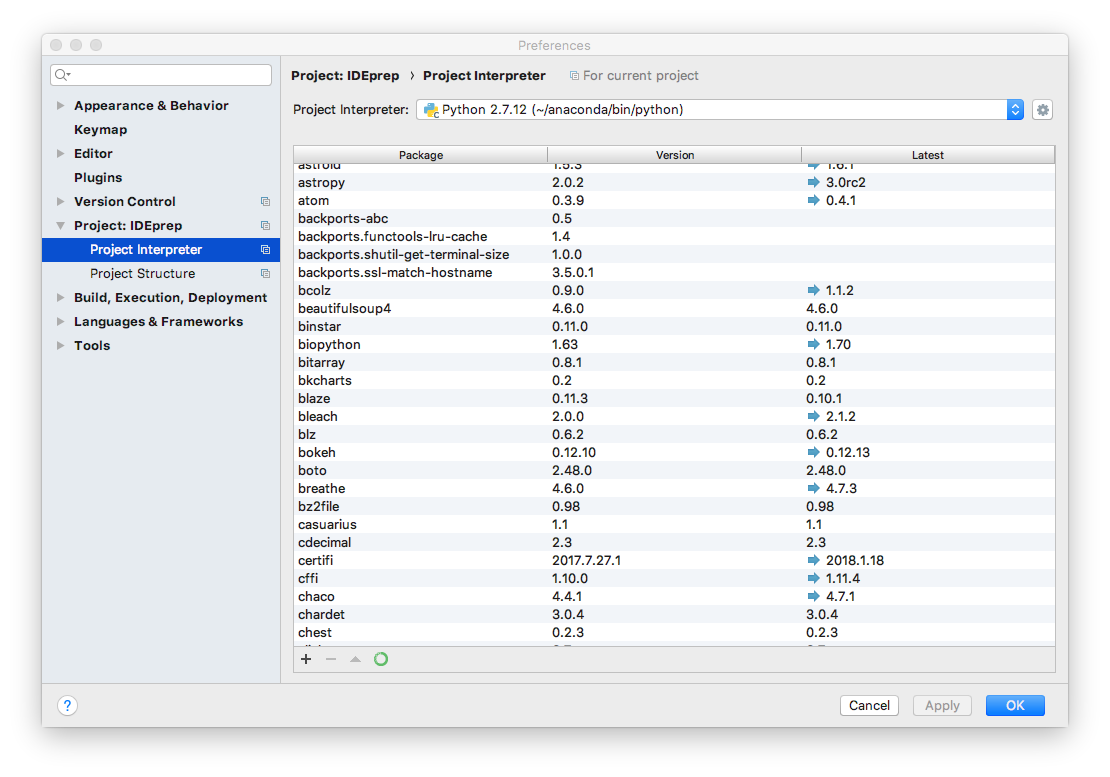 Preferences
Project: IDEprep › Project Interpreter For current project
Appearance & Behavior
Keymap
Editor
Plugins
Version Control
Project: IDEprep
Project Interpreter
Project Structure
Build, Execution, Deployment
Languages & Frameworks
Tools
Project Interpreter: Python 2.7.12 (~/anaconda/bin/python)
Package Version Latest
astroid 1.5.3 1.6.1
astropy 2.0.2 3.0rc2
atom 0.3.9 0.4.1
backports-abc 0.5
backports.functools-lru-cache 1.4
backports.shutil-get-terminal-size 1.0.0
backports.ssl-match-hostname 3.5.0.1
bcolz 0.9.0 1.1.2
beautifulsoup4 4.6.0 4.6.0
binstar 0.11.0 0.11.0
biopython 1.63 1.70
bitarray 0.8.1 0.8.1
bkcharts 0.2 0.2
blaze 0.11.3 0.10.1
bleach 2.0.0 2.1.2
blz 0.6.2 0.6.2
bokeh 0.12.10 0.12.13
boto 2.48.0 2.48.0
breathe 4.6.0 4.7.3
bz2file 0.98 0.98
casuarius 1.1 1.1
cdecimal 2.3 2.3
certifi 2017.7.27.1 2018.1.18
cffi 1.10.0 1.11.4
chaco 4.4.1 4.7.1
chardet 3.0.4 3.0.4
chest 0.2.3 0.2.3
? Cancel Apply OK